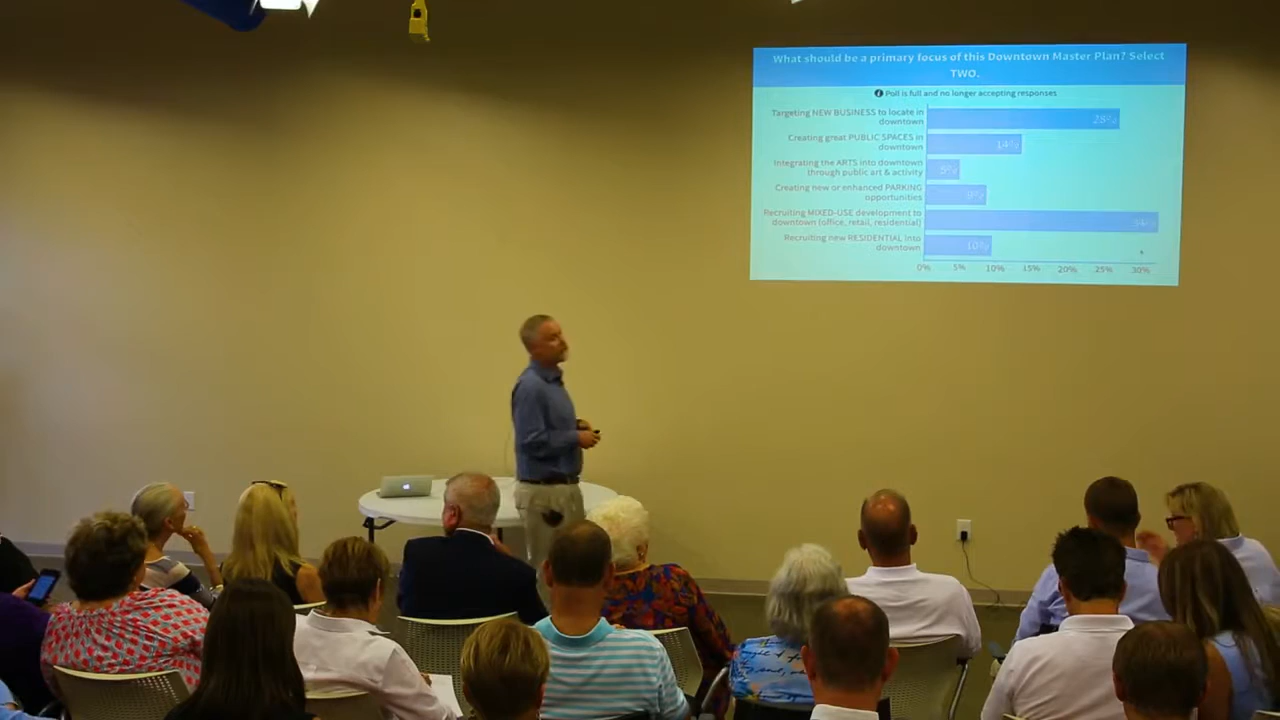 What should be a primary focus of this Downtown Master Plan? Select
TWO.
Poll is full and no longer accepting responses
Targeting NEW BUSINESS to locate in
downtown
28%
Creating great PUBLIC SPACES in
downtown
14%
Integrating the ARTS into downtown
through public art & activity
5%
Creating new or enhanced PARKING
opportunities
9%
Recruiting MIXED-USE development to
downtown (office, retail, residential)
Recruiting new RESIDENTIAL into
downtown
10%
0% 5% 10% 15% 20% 25% 30%